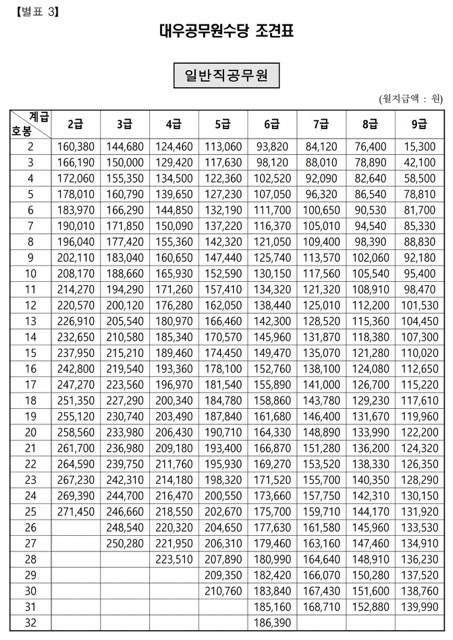 【별표 3】
대우공무원수당 조견표
일반직공무원
(월지급액 : 원)
계급 호봉 2급 3급 4급 5급 6급 7급 8급 9급
2 160,380 144,680 124,460 113,060 93,820 84,120 76,400 15,300
3 166,190 150,000 129,420 117,630 98,120 88,010 78,890 42,100
4 172,060 155,350 134,500 122,360 102,520 92,090 82,640 58,500
5 178,010 160,790 139,650 127,230 107,050 96,320 86,540 78,810
6 183,970 166,290 144,850 132,190 111,700 100,650 90,530 81,700
7 190,010 171,850 150,090 137,220 116,370 105,010 94,540 85,330
8 196,040 177,420 155,360 142,320 121,050 109,400 98,390 88,830
9 202,110 183,040 160,650 147,440 125,740 113,570 102,060 92,180
10 208,170 188,660 165,930 152,590 130,150 117,560 105,540 95,400
11 214,270 194,290 171,260 157,410 134,320 121,320 108,910 98,470
12 220,570 200,120 176,280 162,050 138,440 125,010 112,200 101,530
13 226,910 205,540 180,970 166,460 142,300 128,520 115,360 104,450
14 232,650 210,580 185,340 170,570 145,960 131,870 118,380 107,300
15 237,950 215,210 189,460 174,450 149,470 135,070 121,280 110,020
16 242,800 219,540 193,360 178,100 152,760 138,100 124,080 112,650
17 247,270 223,560 196,970 181,540 155,890 141,000 126,700 115,220
18 251,350 227,290 200,340 184,780 158,860 143,780 129,230 117,610
19 255,120 230,740 203,490 187,840 161,680 146,400 131,670 119,960
20 258,560 233,980 206,430 190,710 164,330 148,890 133,990 122,200
21 261,700 236,980 209,180 193,400 166,870 151,280 136,200 124,320
22 264,590 239,750 211,760 195,930 169,270 153,520 138,330 126,350
23 267,230 242,310 214,180 198,320 171,520 155,700 140,350 128,290
24 269,390 244,700 216,470 200,550 173,660 157,750 142,310 130,150
25 271,450 246,660 218,550 202,670 175,700 159,710 144,170 131,920
26 248,540 220,320 204,650 177,630 161,580 145,960 133,530
27 250,280 221,950 206,310 179,460 163,160 147,460 134,910
28 223,510 207,890 180,990 164,640 148,910 136,230
29 209,350 182,420 166,070 150,280 137,520
30 210,760 183,840 167,430 151,600 138,760
31 185,160 168,710 152,880 139,990
32 186,390